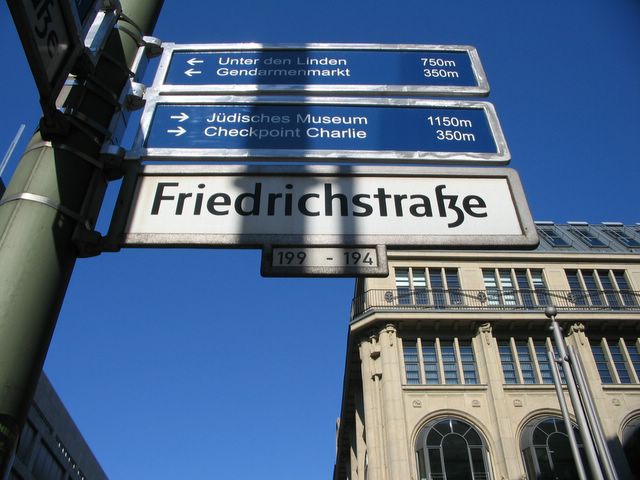 ← Unter den Linden 750m
← Gendarmenmarkt 350m
→ Jüdisches Museum 1150m
→ Checkpoint Charlie 350m
Friedrichstraße
199 - 194